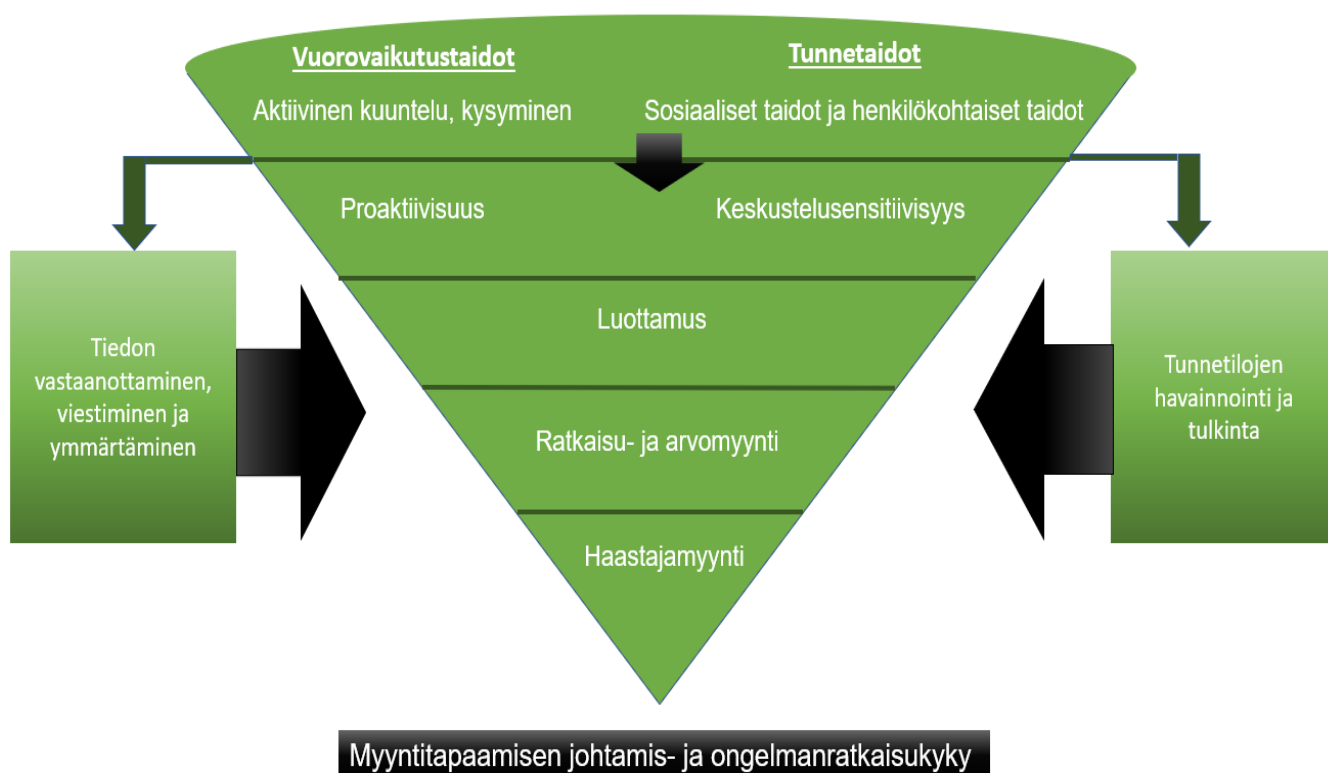 Vuorovaikutustaidot
Tunnetaidot
Aktiivinen kuuntelu, kysyminen
Sosiaaliset taidot ja henkilökohtaiset taidot
Proaktiivisuus
Keskustelusensitiivisyys
Luottamus
Tiedon
vastaanottaminen,
viestiminen ja
ymmärtäminen
Tunnetilojen
havainnointi ja
tulkinta
Ratkaisu- ja arvomyynti
Haastajamyynti
Myyntitapaamisen johtamis- ja ongelmanratkaisukyky